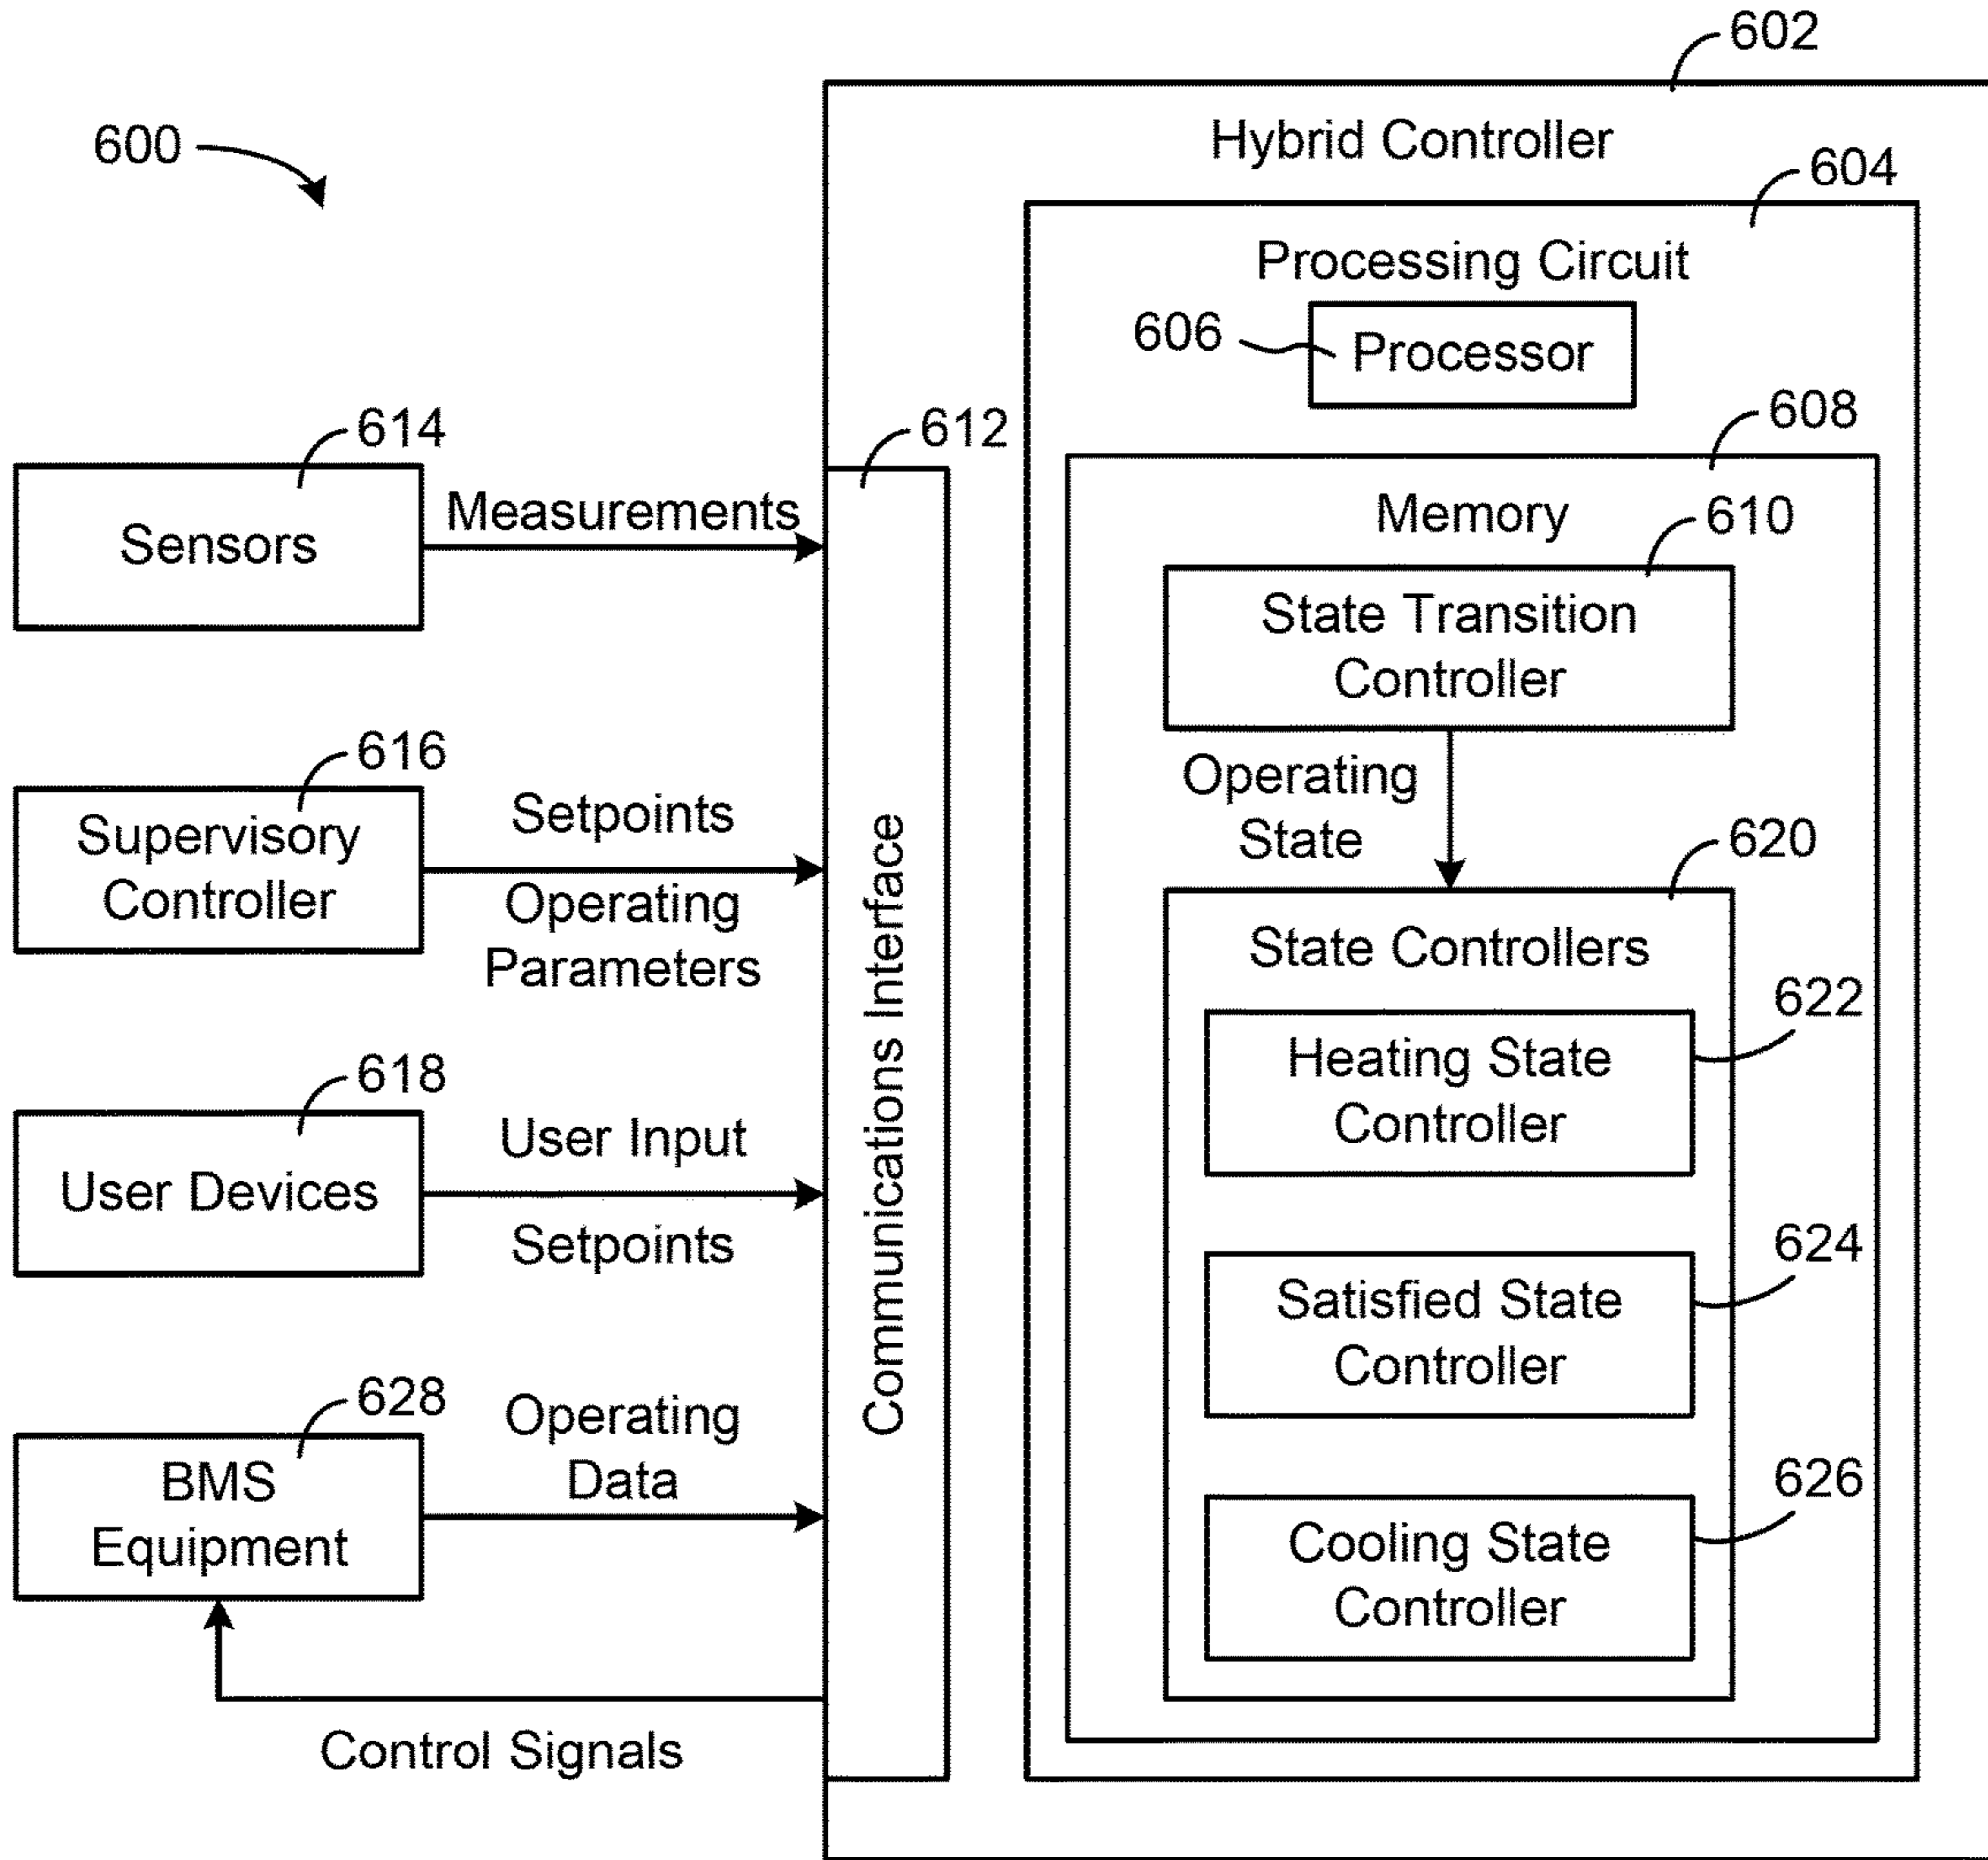 602
Hybrid Controller
600
604
Processing Circuit
606
Processor
608
614
612
Memory
610
Sensors
Measurements
State Transition
Controller
Operating
State
616
Supervisory
Controller
Setpoints
Operating
Parameters
620
State Controllers
Communications Interface
622
Heating State
Controller
618
User Devices
User Input
Setpoints
624
Satisfied State
Controller
628
BMS
Equipment
Operating
Data
626
Cooling State
Controller
Control Signals